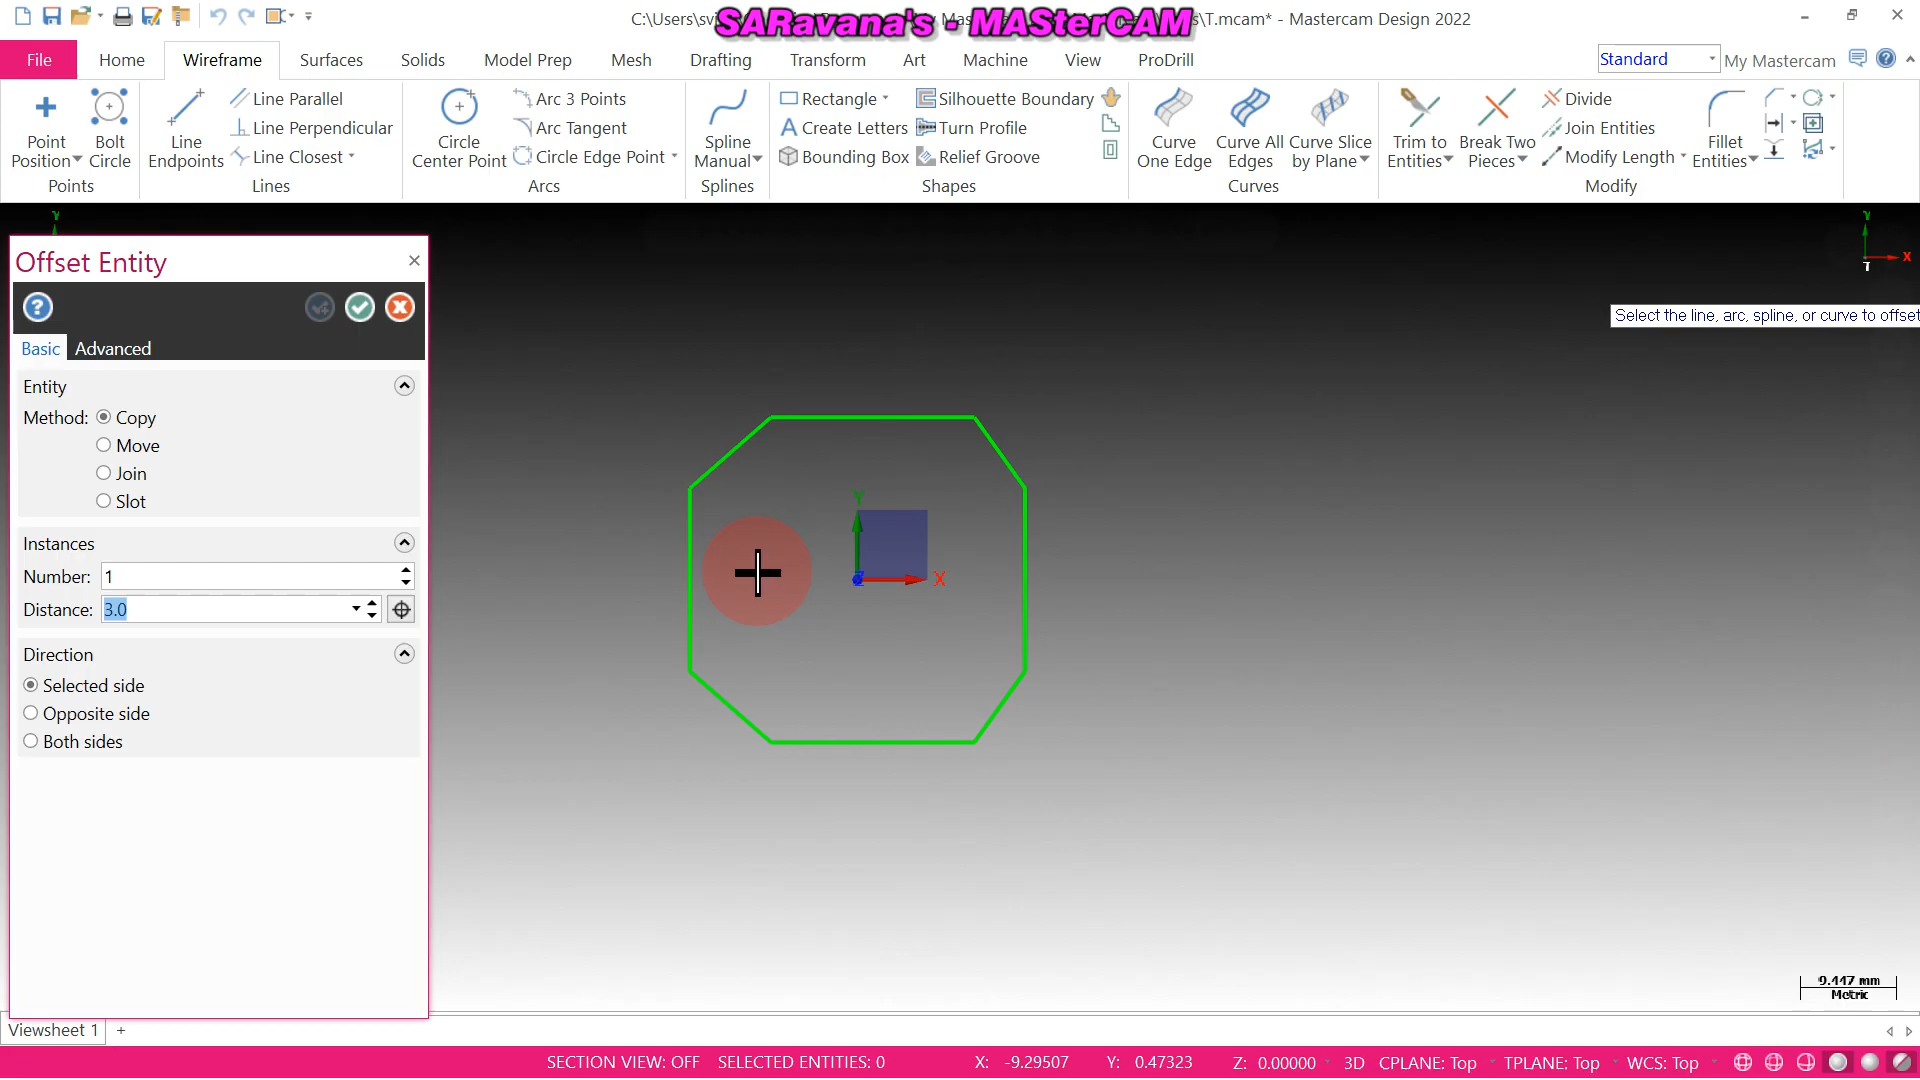 C:\Users\svi
SARavana's - MASterCAM
s\T.mcam* - Mastercam Design 2022
File
Home
Wireframe
Surfaces
Solids
Model Prep
Mesh
Drafting
Transform
Art
Machine
View
ProDrill
Standard
My Mastercam
Point
Position
Bolt
Circle
Points
Line
Endpoints
Line Parallel
Line Perpendicular
Line Closest
Lines
Circle
Center Point
Arc 3 Points
Arc Tangent
Circle Edge Point
Arcs
Spline
Manual
Splines
Rectangle
Create Letters
Bounding Box
Silhouette Boundary
Turn Profile
Relief Groove
Shapes
Curve
One Edge
Curve All
Edges
Curve Slice
by Plane
Curves
Trim to
Entities
Break Two
Pieces
Divide
Join Entities
Modify Length
Fillet
Entities
Modify
Offset Entity
Basic
Advanced
Entity
Method:
Copy
Move
Join
Slot
Instances
Number: 1
Distance: 3.0
Direction
Selected side
Opposite side
Both sides
Y
X
Z
Y
X
T
Select the line, arc, spline, or curve to offset
9.447 mm
Metric
Viewsheet 1
+
SECTION VIEW: OFF
SELECTED ENTITIES: 0
X: -9.29507
Y: 0.47323
Z: 0.00000
3D
CPLANE: Top
TPLANE: Top
WCS: Top